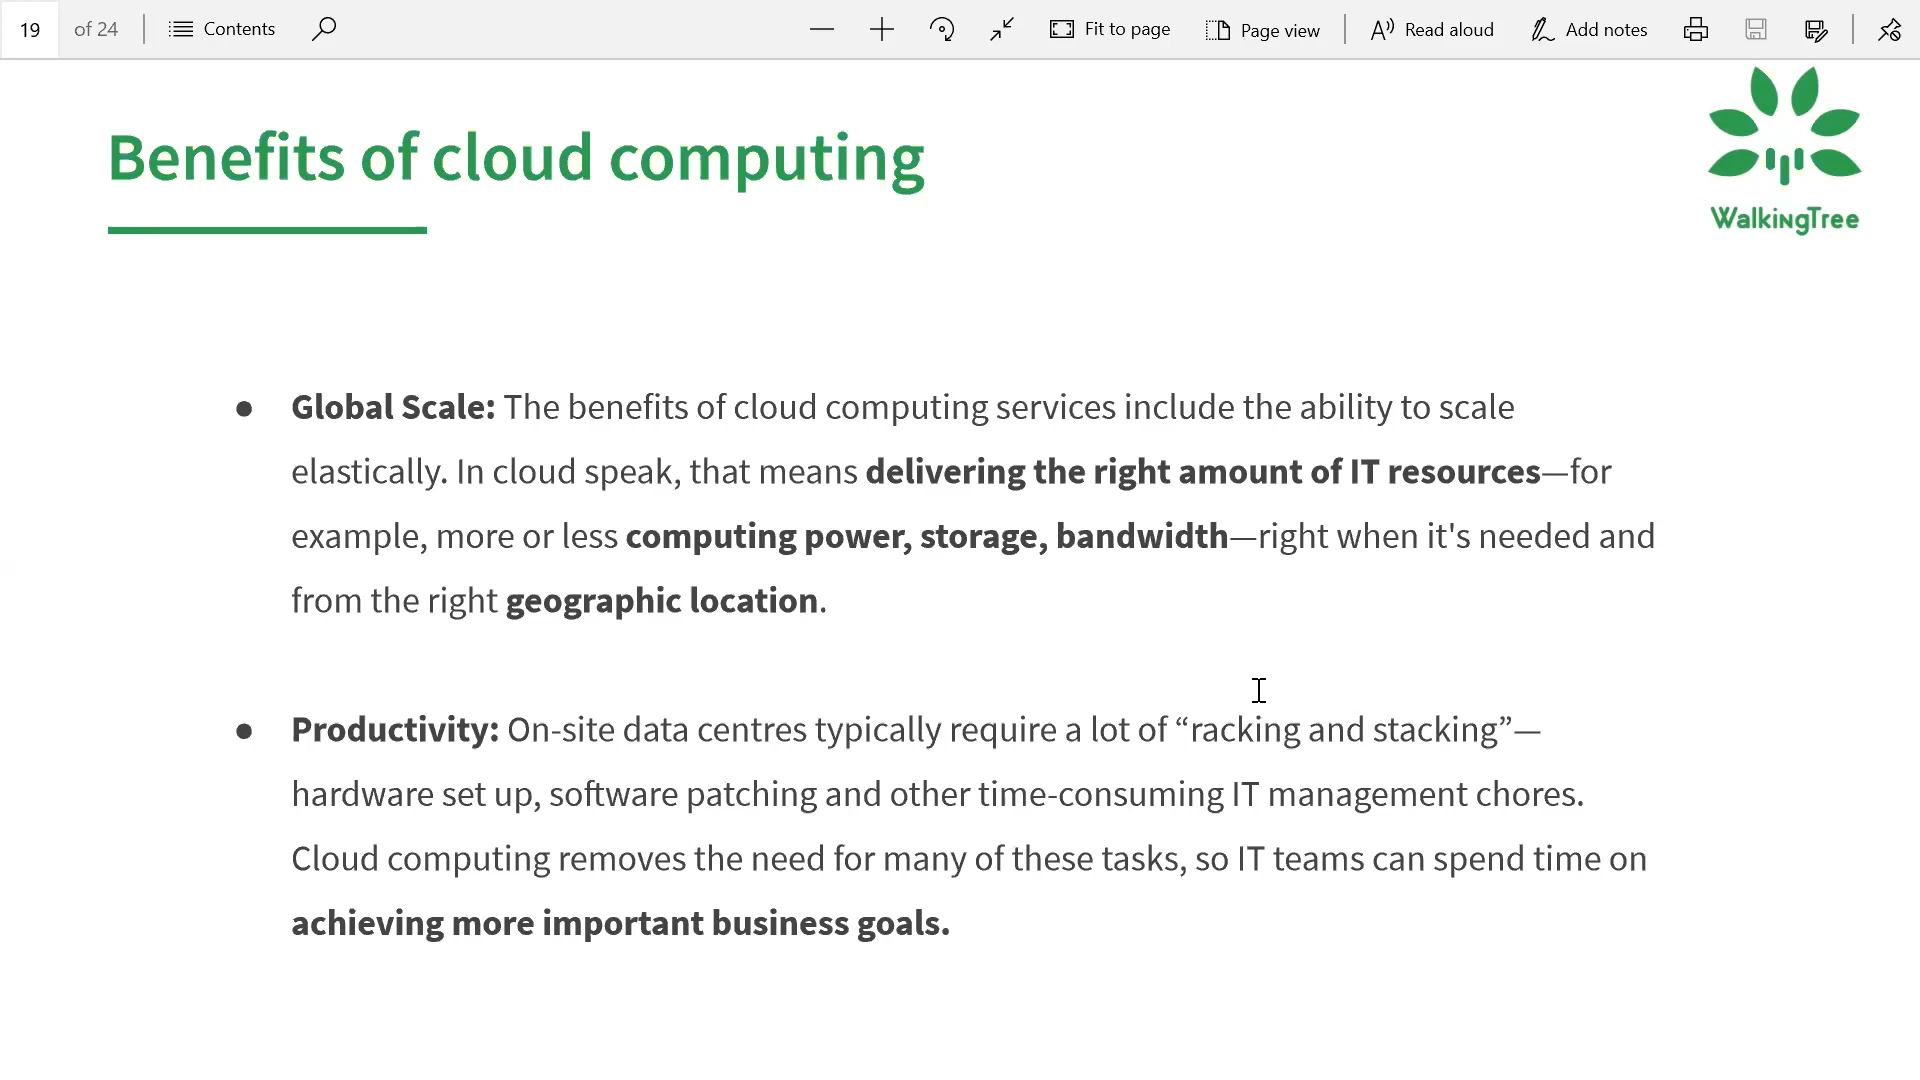 19 of 24 Contents Fit to page Page view Read aloud Add notes
Benefits of cloud computing
WalkingTree
● Global Scale: The benefits of cloud computing services include the ability to scale
elastically. In cloud speak, that means delivering the right amount of IT resources—for
example, more or less computing power, storage, bandwidth—right when it's needed and
from the right geographic location.
● Productivity: On-site data centres typically require a lot of “racking and stacking”—
hardware set up, software patching and other time-consuming IT management chores.
Cloud computing removes the need for many of these tasks, so IT teams can spend time on
achieving more important business goals.